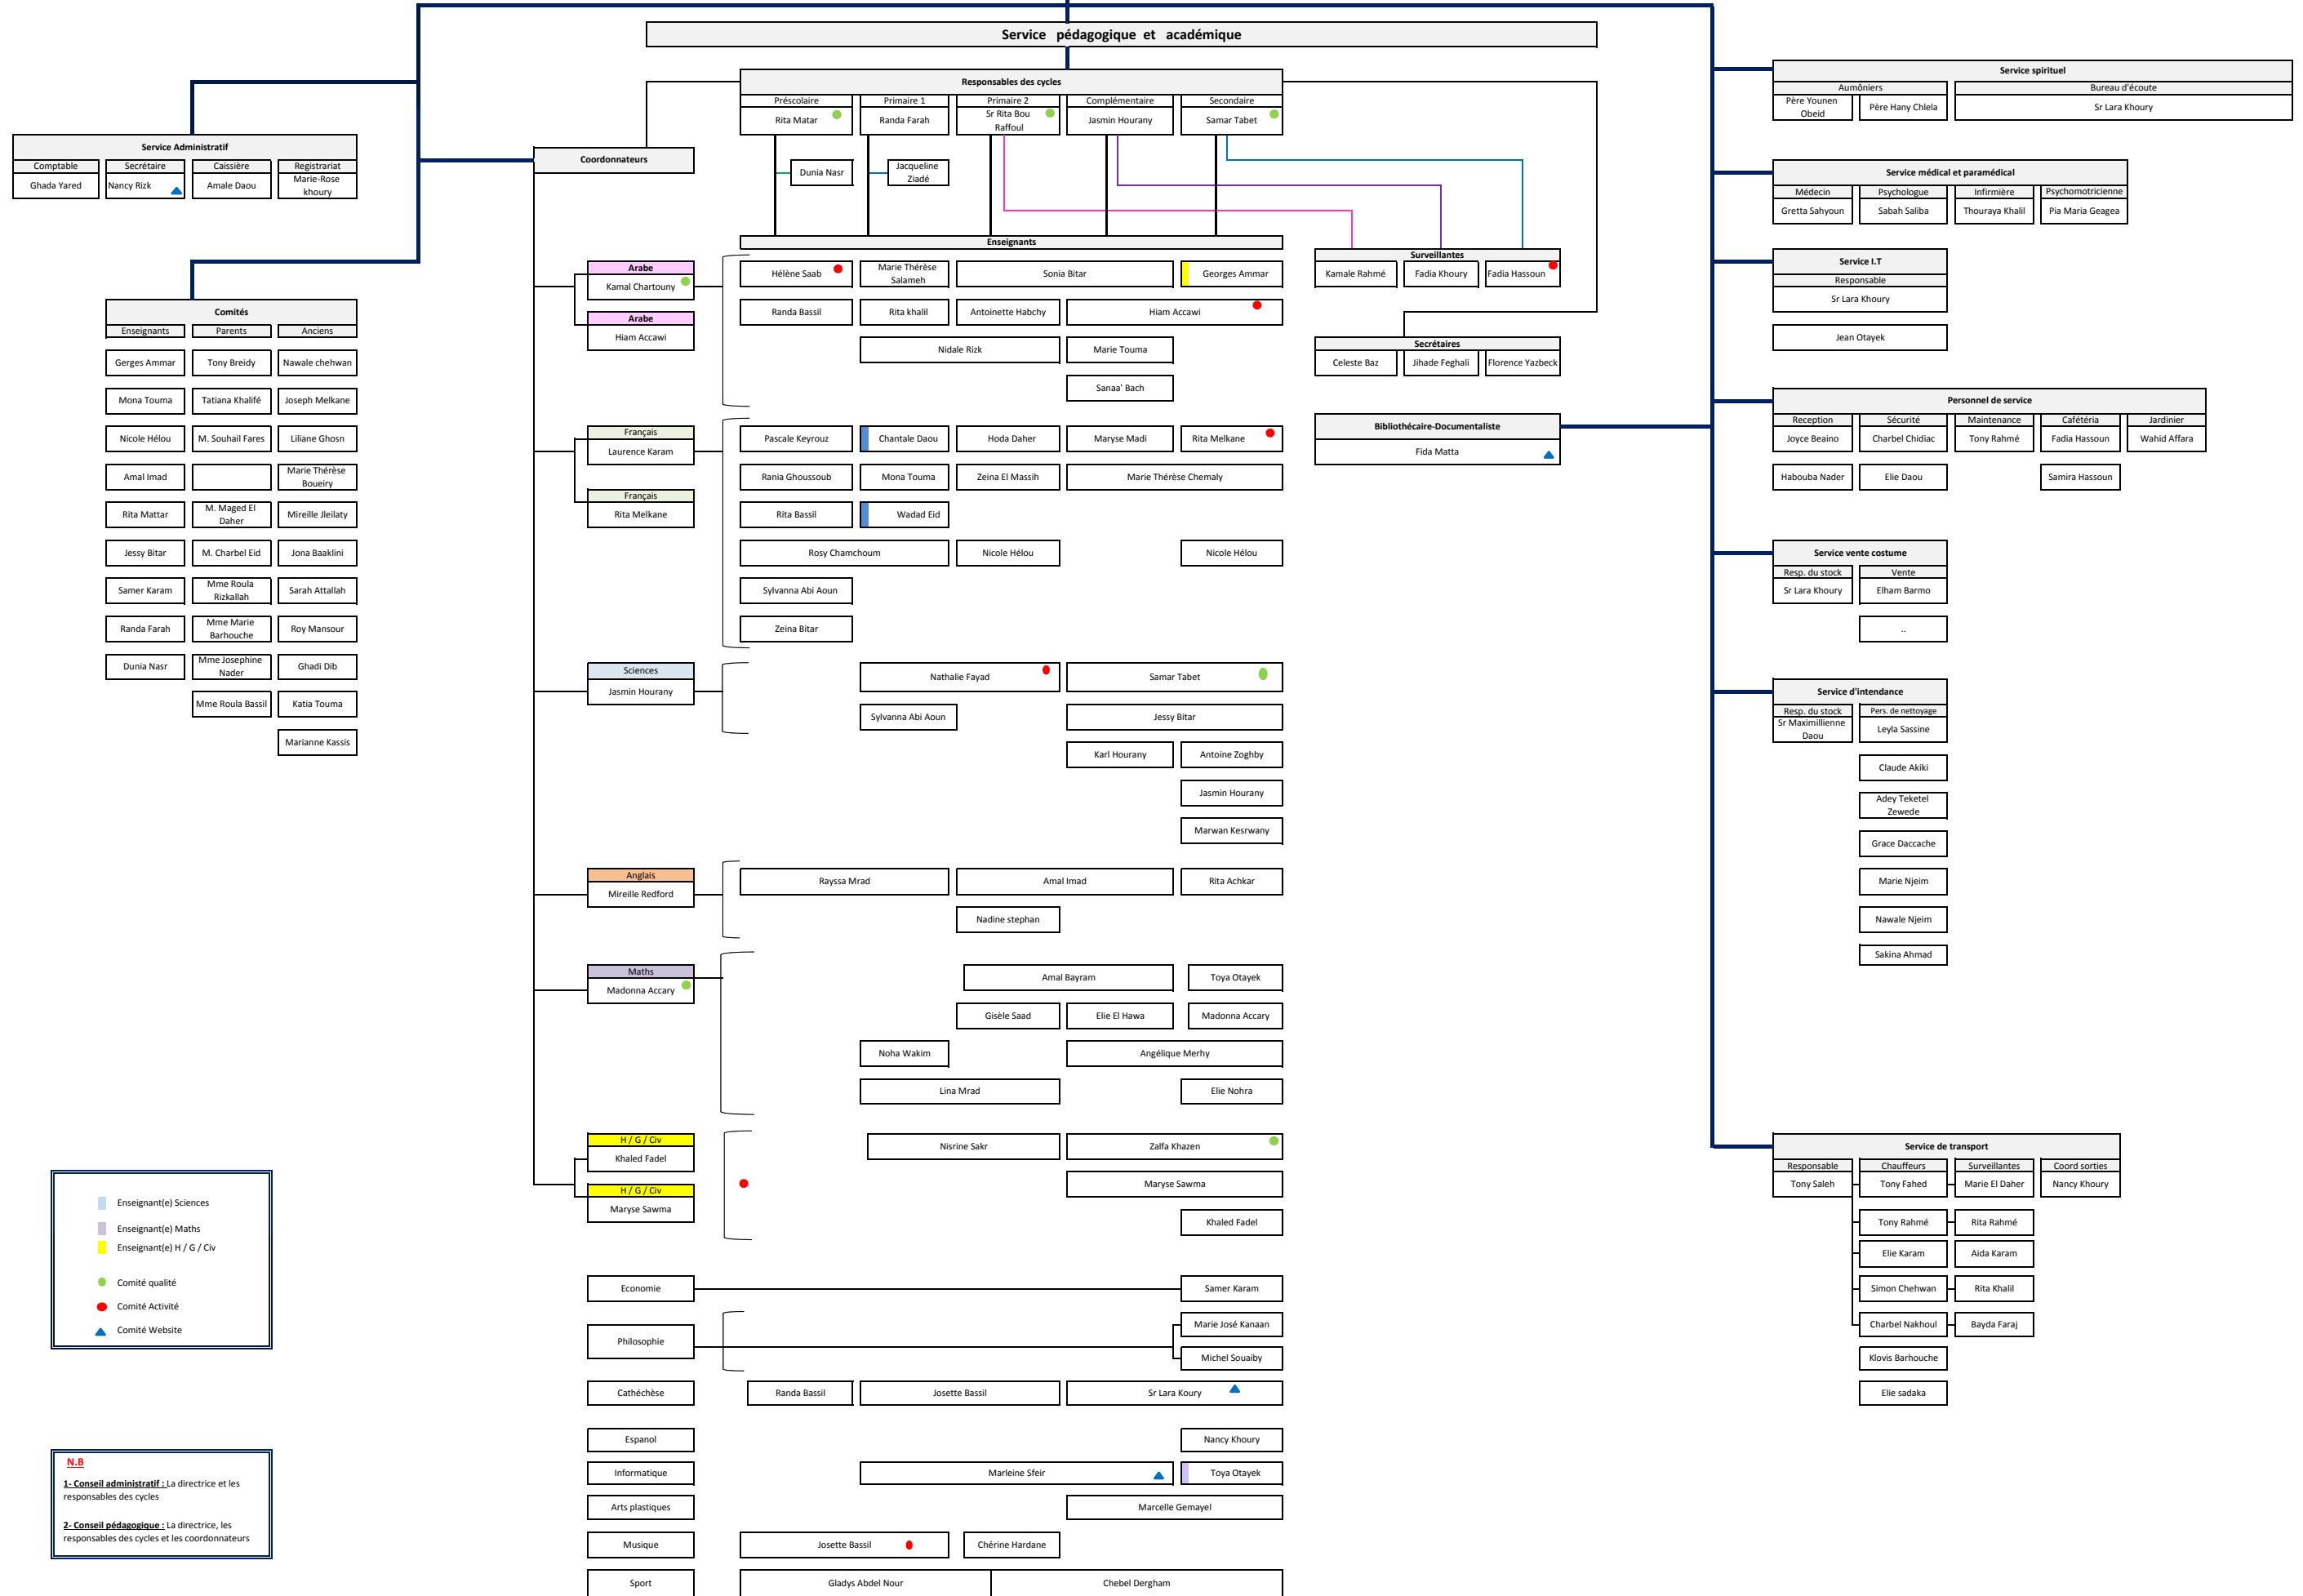 Service pédagogique et académique
Responsables des cycles
Préscolaire
Primaire 1
Primaire 2
Complémentaire
Secondaire
Rita Matar
Randa Farah
Sr Rita Bou
Raffoul
Jasmin Hourany
Samar Tabet
Dunia Nasr
Jacqueline
Ziadé
Service Administratif
Comptable
Secrétaire
Caissière
Registrariat
Ghada Yared
Nancy Rizk
Amale Daou
Marie-Rose
khoury
Comités
Enseignants
Parents
Anciens
Gerges Ammar
Tony Breidy
Nawale chehwan
Mona Touma
Tatiana Khalifé
Joseph Melkane
Nicole Hélou
M. Souhail Fares
Liliane Ghosn
Amal Imad
Marie Thérèse
Boueiry
Rita Mattar
M. Maged El
Daher
Mireille Jleilaty
Jessy Bitar
M. Charbel Eid
Jona Baaklini
Samer Karam
Mme Roula
Rizkallah
Sarah Attallah
Randa Farah
Mme Marie
Barhouche
Roy Mansour
Dunia Nasr
Mme Josephine
Nader
Ghadi Dib
Mme Roula Bassil
Katia Touma
Marianne Kassis
Coordonnateurs
Enseignants
Arabe
Kamal Chartouny
Arabe
Hiam Accawi
Hélène Saab
Marie Thérèse
Salameh
Sonia Bitar
Georges Ammar
Randa Bassil
Rita khalil
Antoinette Habchy
Hiam Accawi
Nidale Rizk
Marie Touma
Sanaa' Bach
Français
Laurence Karam
Français
Rita Melkane
Pascale Keyrouz
Chantale Daou
Hoda Daher
Maryse Madi
Rita Melkane
Rania Ghoussoub
Mona Touma
Zeina El Massih
Marie Thérèse Chemaly
Rita Bassil
Wadad Eid
Rosy Chamchoum
Nicole Hélou
Nicole Hélou
Sylvanna Abi Aoun
Zeina Bitar
Sciences
Jasmin Hourany
Nathalie Fayad
Samar Tabet
Sylvanna Abi Aoun
Jessy Bitar
Karl Hourany
Antoine Zoghby
Jasmin Hourany
Marwan Kesrwany
Anglais
Mireille Redford
Rayssa Mrad
Amal Imad
Rita Achkar
Nadine stephan
Maths
Madonna Accary
Amal Bayram
Toya Otayek
Gisèle Saad
Elie El Hawa
Madonna Accary
Noha Wakim
Angélique Merhy
Lina Mrad
Elie Nohra
H / G / Civ
Khaled Fadel
H / G / Civ
Maryse Sawma
Nisrine Sakr
Zalfa Khazen
Maryse Sawma
Khaled Fadel
Economie
Samer Karam
Philosophie
Marie José Kanaan
Michel Souaiby
Cathéchèse
Randa Bassil
Josette Bassil
Sr Lara Koury
Espanol
Nancy Khoury
Informatique
Marleine Sfeir
Toya Otayek
Arts plastiques
Marcelle Gemayel
Musique
Josette Bassil
Chérine Hardane
Sport
Gladys Abdel Nour
Chebel Dergham
Surveillantes
Kamale Rahmé
Fadia Khoury
Fadia Hassoun
Secrétaires
Celeste Baz
Jihade Feghali
Florence Yazbeck
Bibliothécaire-Documentaliste
Fida Matta
Service spirituel
Aumôniers
Bureau d'écoute
Père Younen
Obeid
Père Hany Chlela
Sr Lara Khoury
Service médical et paramédical
Médecin
Psychologue
Infirmière
Psychomotricienne
Gretta Sahyoun
Sabah Saliba
Thouraya Khalil
Pia Maria Geagea
Service I.T
Responsable
Sr Lara Khoury
Jean Otayek
Personnel de service
Reception
Sécurité
Maintenance
Cafétéria
Jardinier
Joyce Beaino
Charbel Chidiac
Tony Rahmé
Fadia Hassoun
Wahid Affara
Habouba Nader
Elie Daou
Samira Hassoun
Service vente costume
Resp. du stock
Vente
Sr Lara Khoury
Elham Barmo
..
Service d'intendance
Resp. du stock
Pers. de nettoyage
Sr Maximillienne
Daou
Leyla Sassine
Claude Akiki
Adey Teketel
Zewede
Grace Daccache
Marie Njeim
Nawale Njeim
Sakina Ahmad
Service de transport
Responsable
Chauffeurs
Surveillantes
Coord sorties
Tony Saleh
Tony Fahed
Marie El Daher
Nancy Khoury
Tony Rahmé
Rita Rahmé
Elie Karam
Aida Karam
Simon Chehwan
Rita Khalil
Charbel Nakhoul
Bayda Faraj
Klovis Barhouche
Elie sadaka
Enseignant(e) Sciences
Enseignant(e) Maths
Enseignant(e) H / G / Civ
Comité qualité
Comité Activité
Comité Website
N.B
1- Conseil administratif : La directrice et les
responsables des cycles
2- Conseil pédagogique : La directrice, les
responsables des cycles et les coordonnateurs